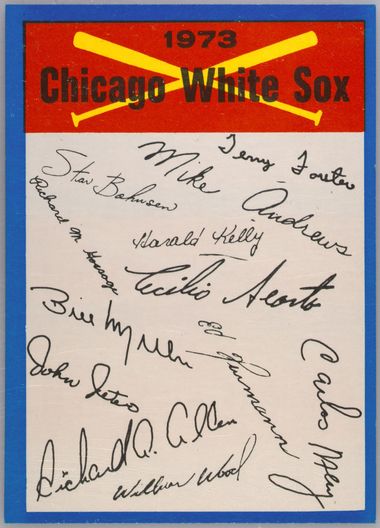 1973
Chicago White Sox
Terry Forster
Mike Andrews
Stan Bahnsen
Richard M. Gossage
Harold Kelly
Cecilio Acosta
Bill Melton
Ed Herrmann
John Jeter
Carlos May
Richard A. Allen
Wilbur Wood